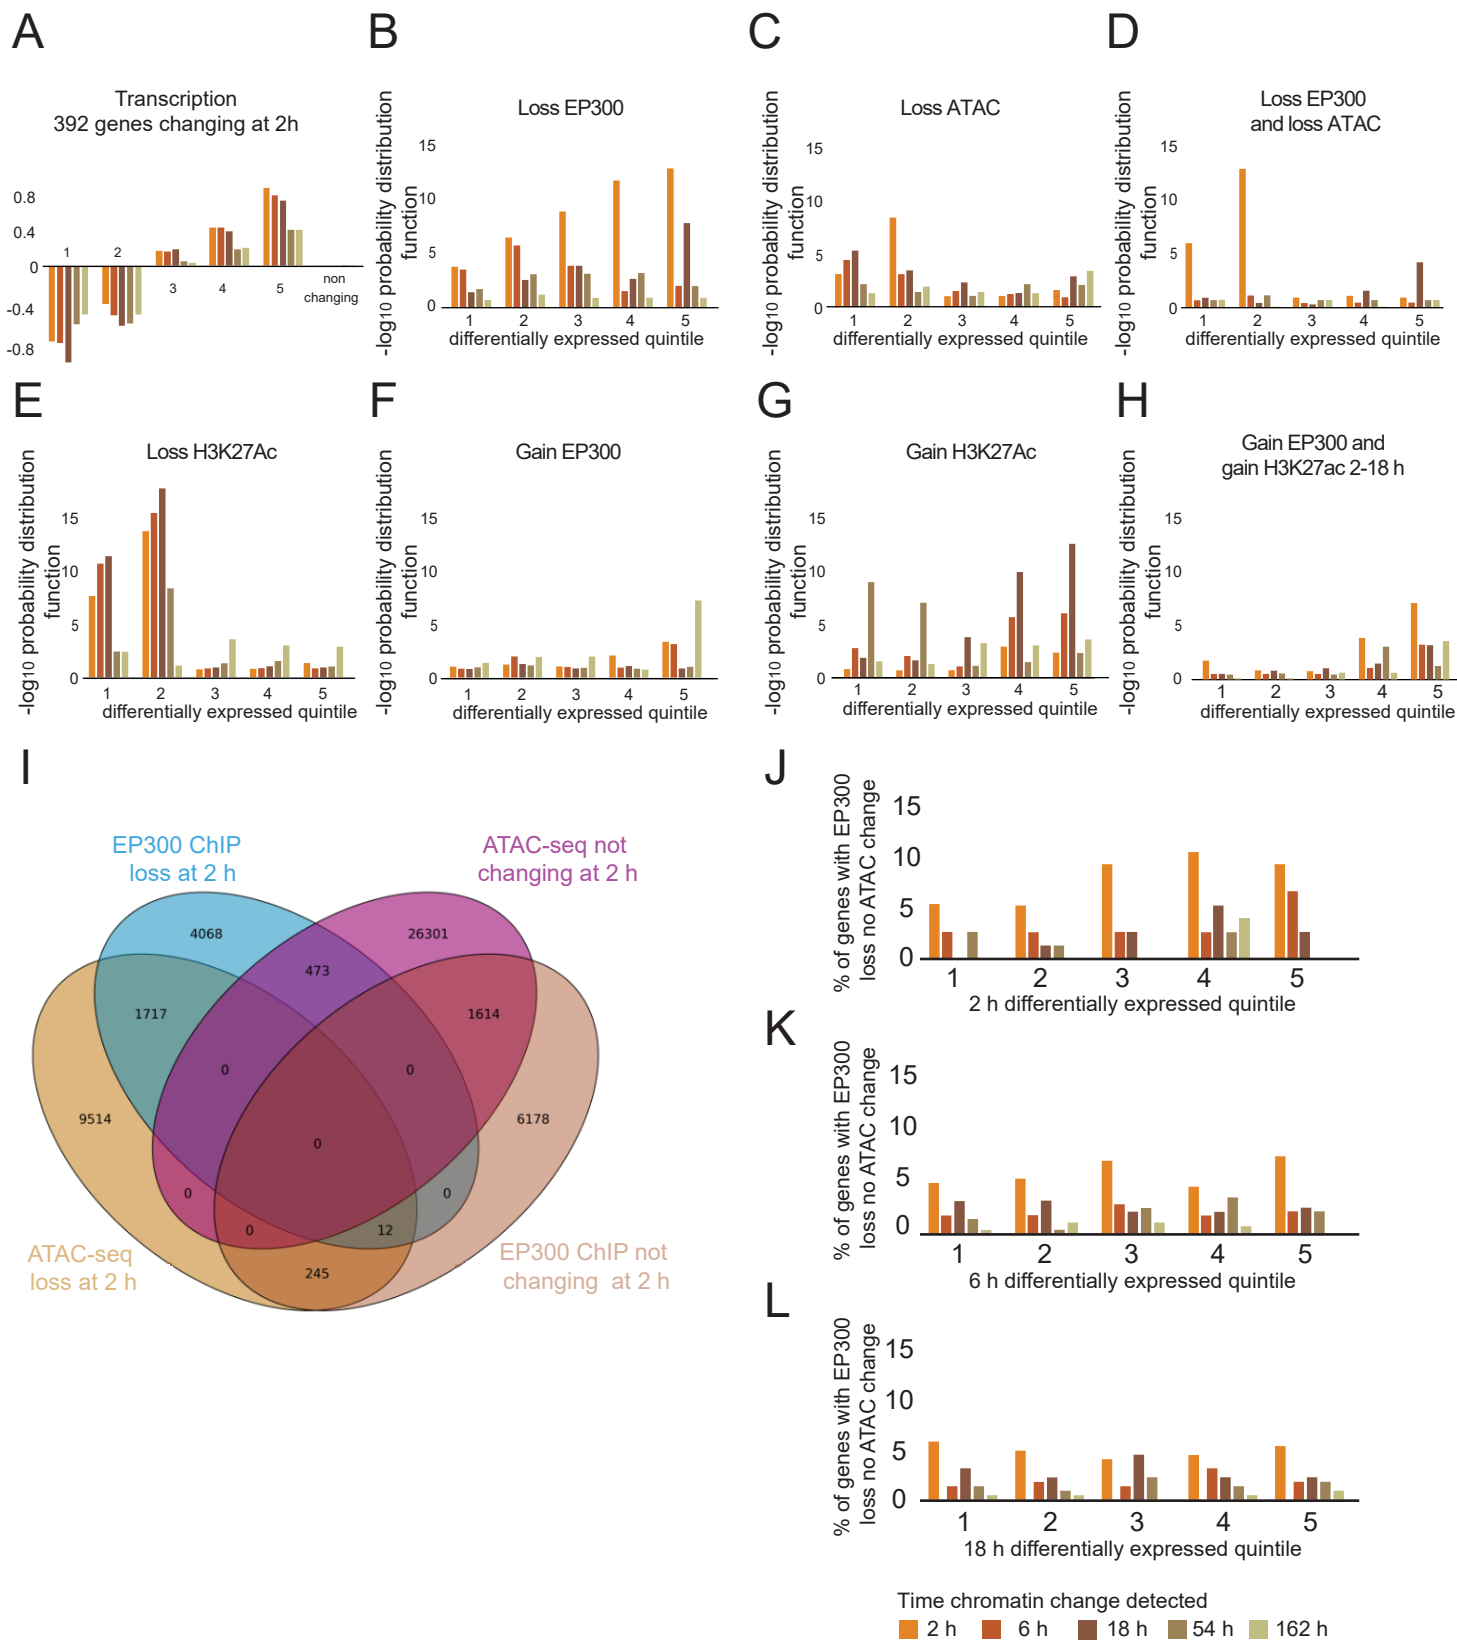 A
B
C
D
Transcription
392 genes changing at 2h
0.8
0.4
0
-0.4
-0.8
1
2
3
4
5
non
changing
-log10 probability distribution
function
Loss EP300
15
10
5
0
1 2 3 4 5
differentially expressed quintile
-log10 probability distribution
function
Loss ATAC
15
10
5
0
1 2 3 4 5
differentially expressed quintile
-log10 probability distribution
function
Loss EP300
and loss ATAC
15
10
5
0
1 2 3 4 5
differentially expressed quintile
E
F
G
H
-log10 probability distribution
function
Loss H3K27Ac
15
10
5
0
1 2 3 4 5
differentially expressed quintile
-log10 probability distribution
function
Gain EP300
15
10
5
0
1 2 3 4 5
differentially expressed quintile
-log10 probability distribution
function
Gain H3K27Ac
15
10
5
0
1 2 3 4 5
differentially expressed quintile
-log10 probability distribution
function
Gain EP300 and
gain H3K27ac 2-18 h
15
10
5
0
1 2 3 4 5
differentially expressed quintile
I
EP300 ChIP
loss at 2 h
ATAC-seq not
changing at 2 h
4068
26301
473
1717
1614
0
0
9514
6178
0
0
0
0
12
245
ATAC-seq
loss at 2 h
EP300 ChIP not
changing at 2 h
J
% of genes with EP300
loss no ATAC change
15
10
5
0
1 2 3 4 5
2 h differentially expressed quintile
K
% of genes with EP300
loss no ATAC change
15
10
5
0
1 2 3 4 5
6 h differentially expressed quintile
L
% of genes with EP300
loss no ATAC change
15
10
5
0
1 2 3 4 5
18 h differentially expressed quintile
Time chromatin change detected
2 h 6 h 18 h 54 h 162 h